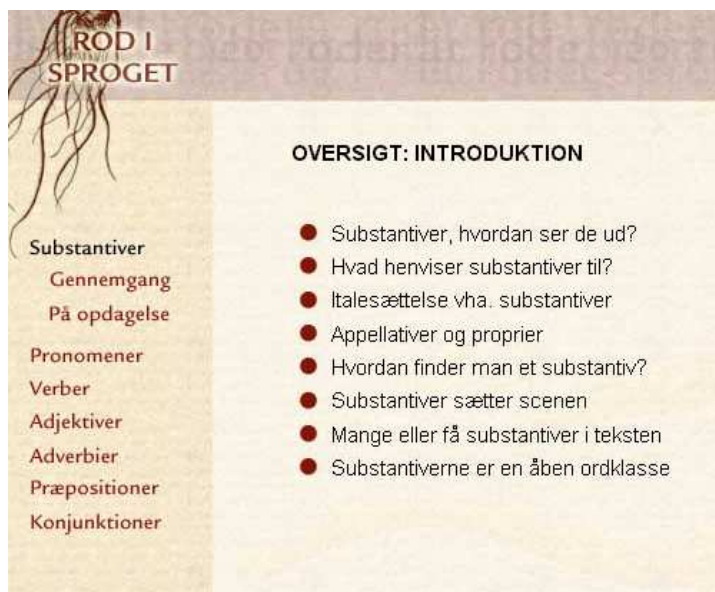 ROD I
SPROGET
OVERSIGT: INTRODUKTION
Substantiver
Gennemgang
På opdagelse
Pronomener
Verber
Adjektiver
Adverbier
Præpositioner
Konjunktioner
Substantiver, hvordan ser de ud?
Hvad henviser substantiver til?
Italesættelse vha. substantiver
Appellativer og proprier
Hvordan finder man et substantiv?
Substantiver sætter scenen
Mange eller få substantiver i teksten
Substantiverne er en åben ordklasse